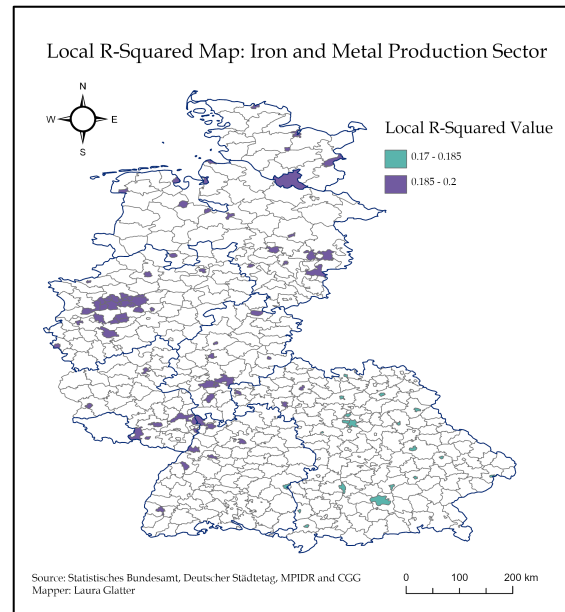 Local R-Squared Map: Iron and Metal Production Sector
N
W E
S
Local R-Squared Value
0.17 - 0.185
0.185 - 0.2
Source: Statistisches Bundesamt, Deutscher Städtetag, MPIDR and CGG
Mapper: Laura Glatter
0 100 200 km